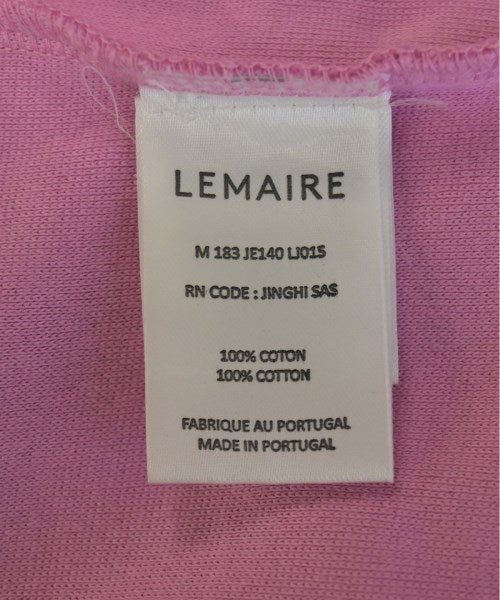 LEMAIRE
M 183 JE140 LJ015
RN CODE : JINGHI SAS
100% COTON
100% COTTON
FABRIQUE AU PORTUGAL
MADE IN PORTUGAL